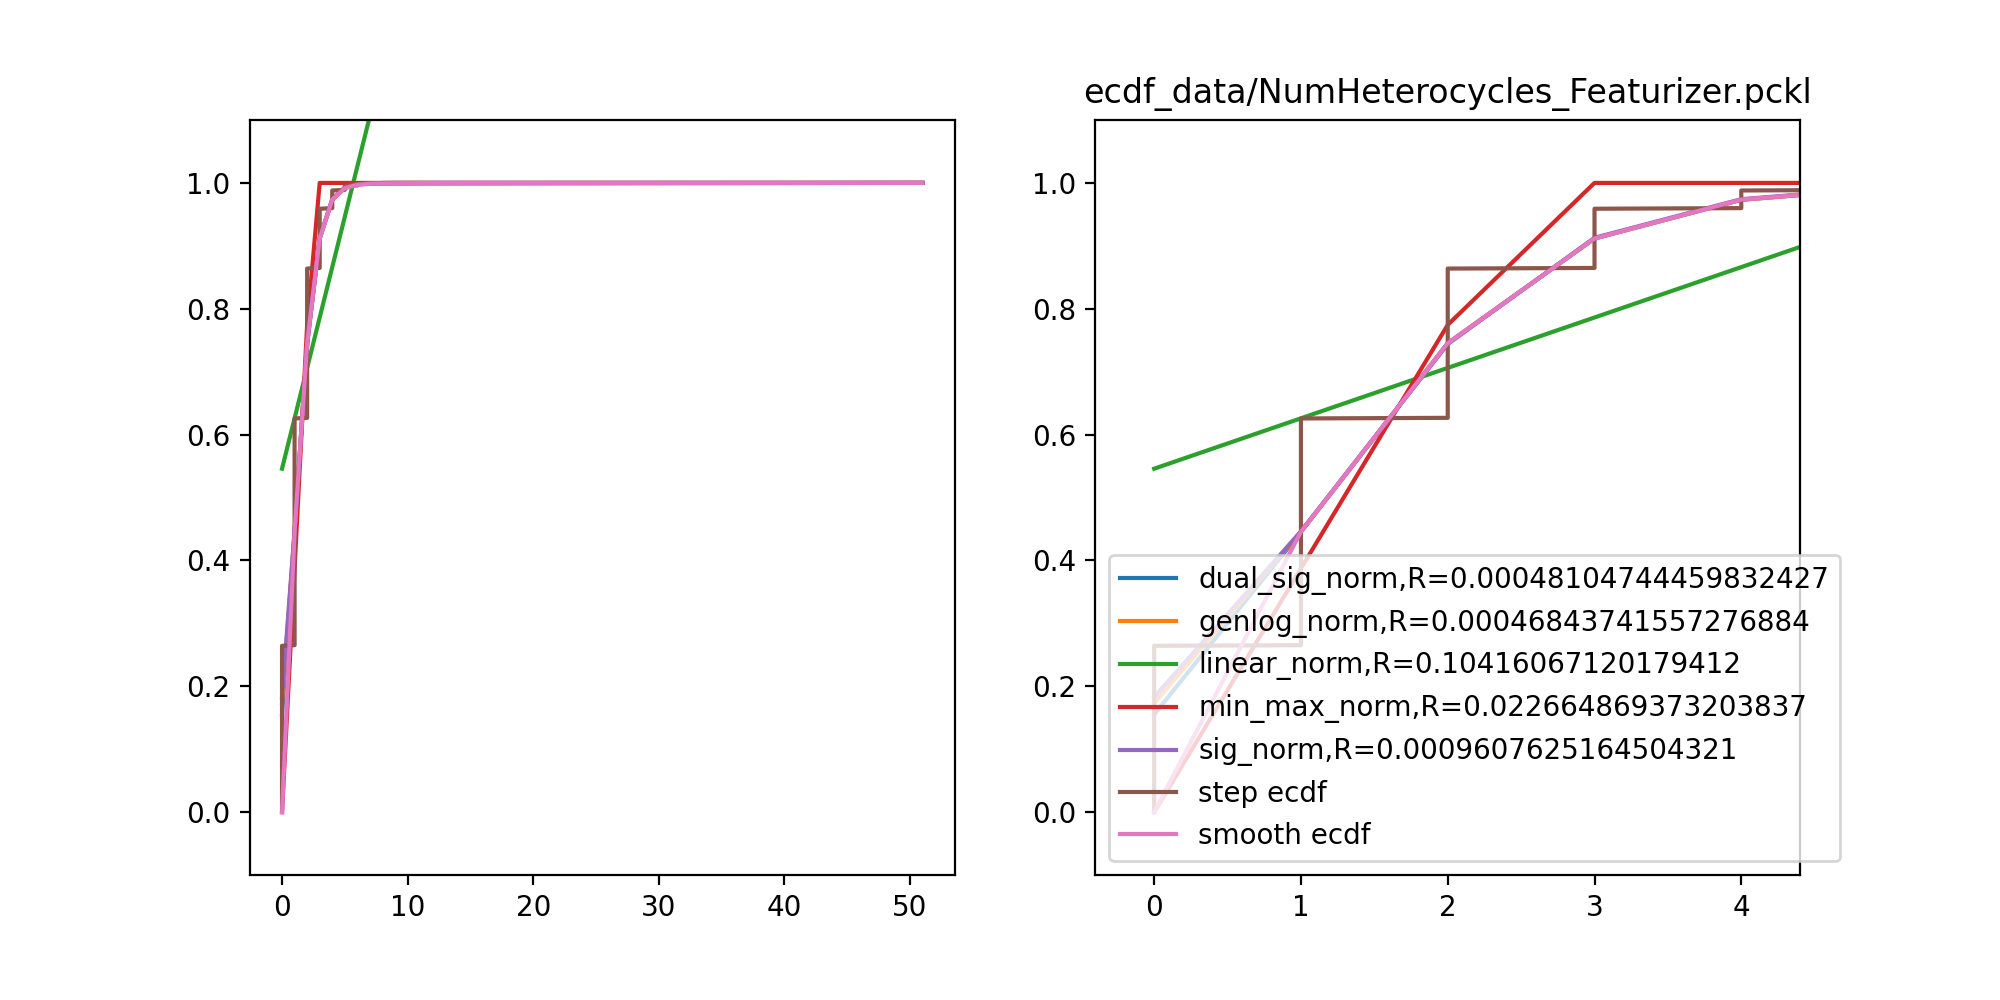 ecdf_data/NumHeterocycles_Featurizer.pckl
1.0
0.8
0.6
0.4
0.2
0.0
0 10 20 30 40 50
1.0
0.8
0.6
0.4
0.2
0.0
dual_sig_norm,R=0.00048104744459832427
genlog_norm,R=0.00046843741557276884
linear_norm,R=0.10416067120179412
min_max_norm,R=0.022664869373203837
sig_norm,R=0.0009607625164504321
step ecdf
smooth ecdf
0 1 2 3 4